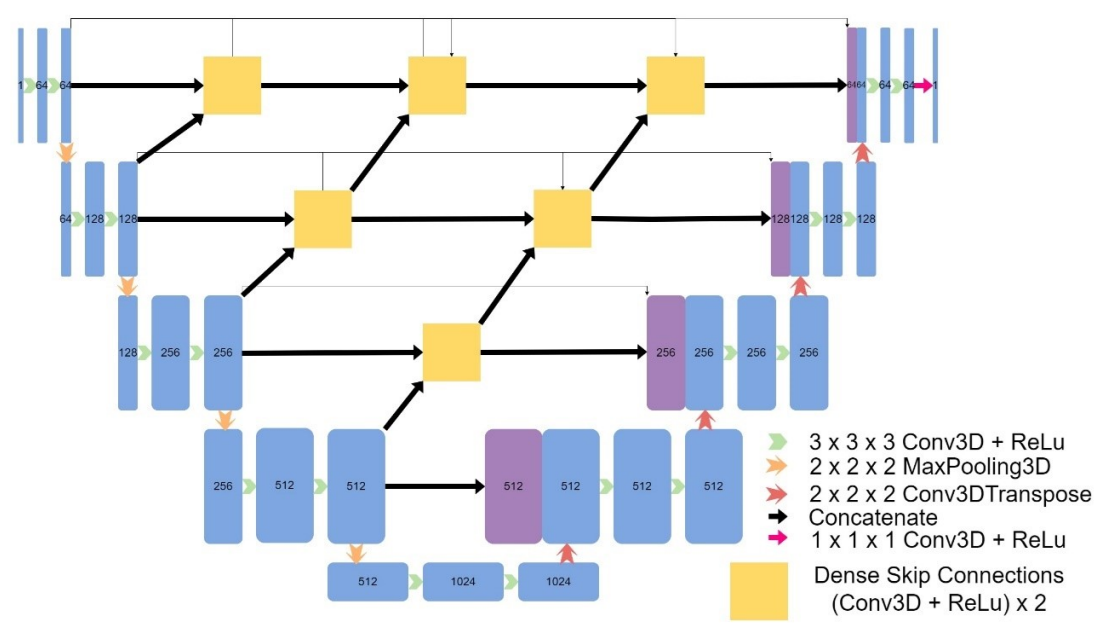 1 64 64 6464 64 64 1
64 128 128 128 128 128 128
128 256 256 256 256 256 256
256 512 512 512 512 512 512
512 1024 1024
3 x 3 x 3 Conv3D + ReLu
2 x 2 x 2 MaxPooling3D
2 x 2 x 2 Conv3DTranspose
Concatenate
1 x 1 x 1 Conv3D + ReLu
Dense Skip Connections
(Conv3D + ReLu) x 2